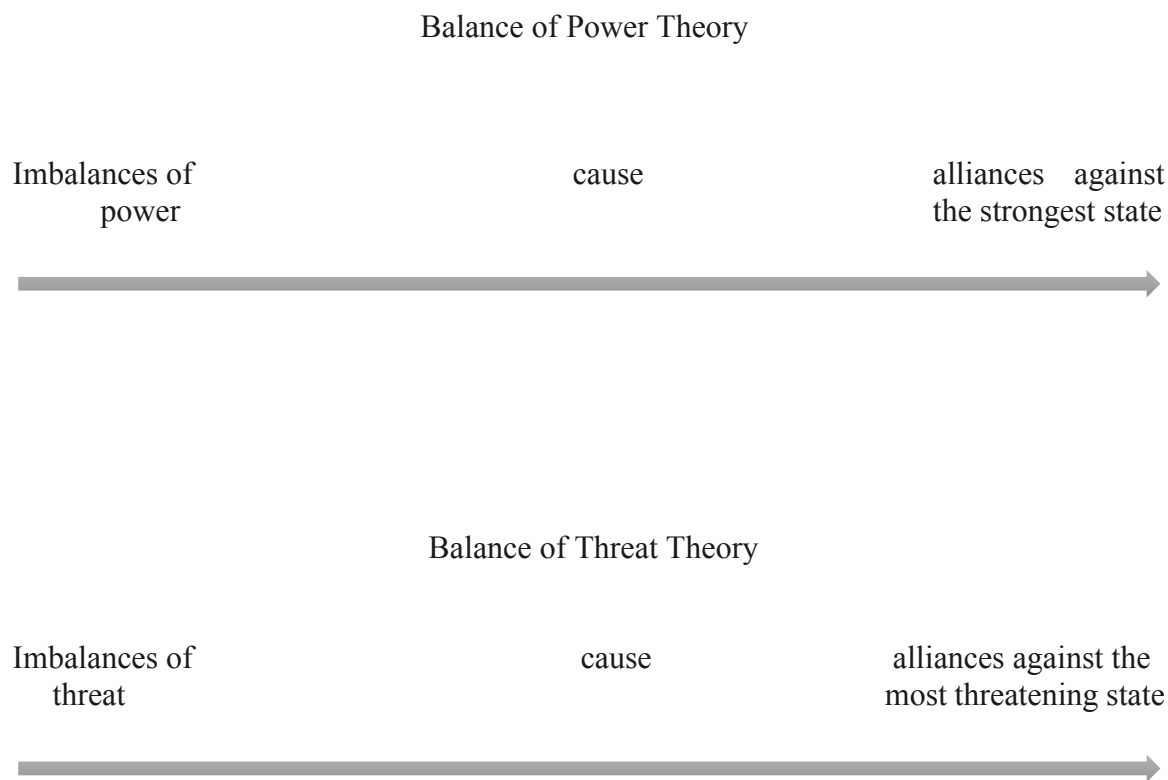 Balance of Power Theory
Imbalances of cause alliances against
power the strongest state
Balance of Threat Theory
Imbalances of cause alliances against the
threat most threatening state